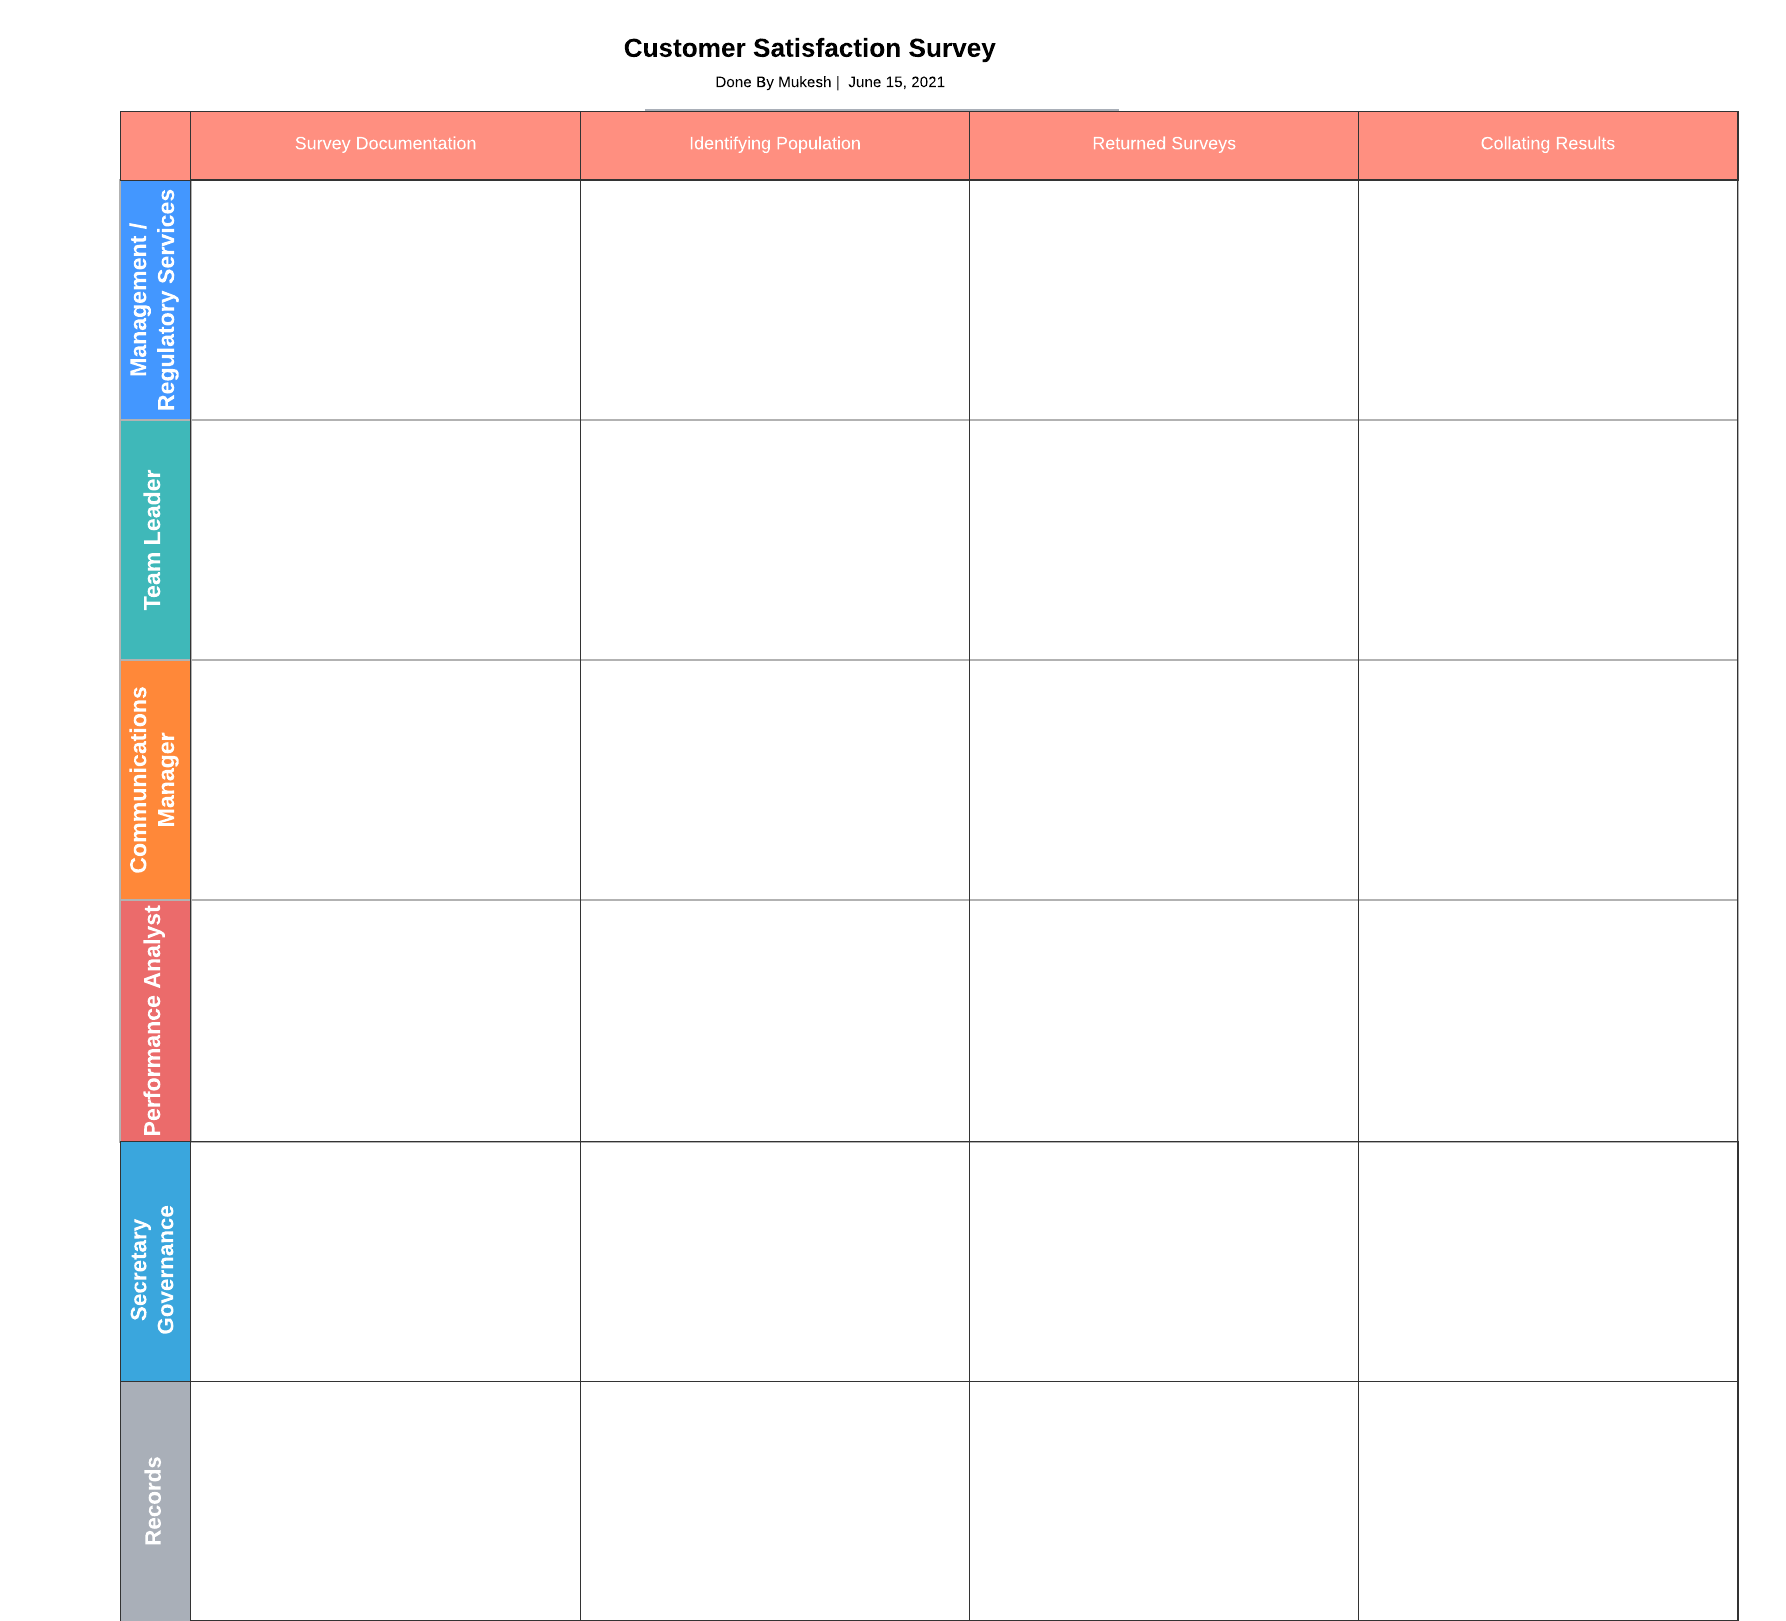 Customer Satisfaction Survey
Done By Mukesh | June 15, 2021
Survey Documentation
Identifying Population
Returned Surveys
Collating Results
Management /
Regulatory Services
Team Leader
Communications
Manager
Performance Analyst
Secretary
Governance
Records